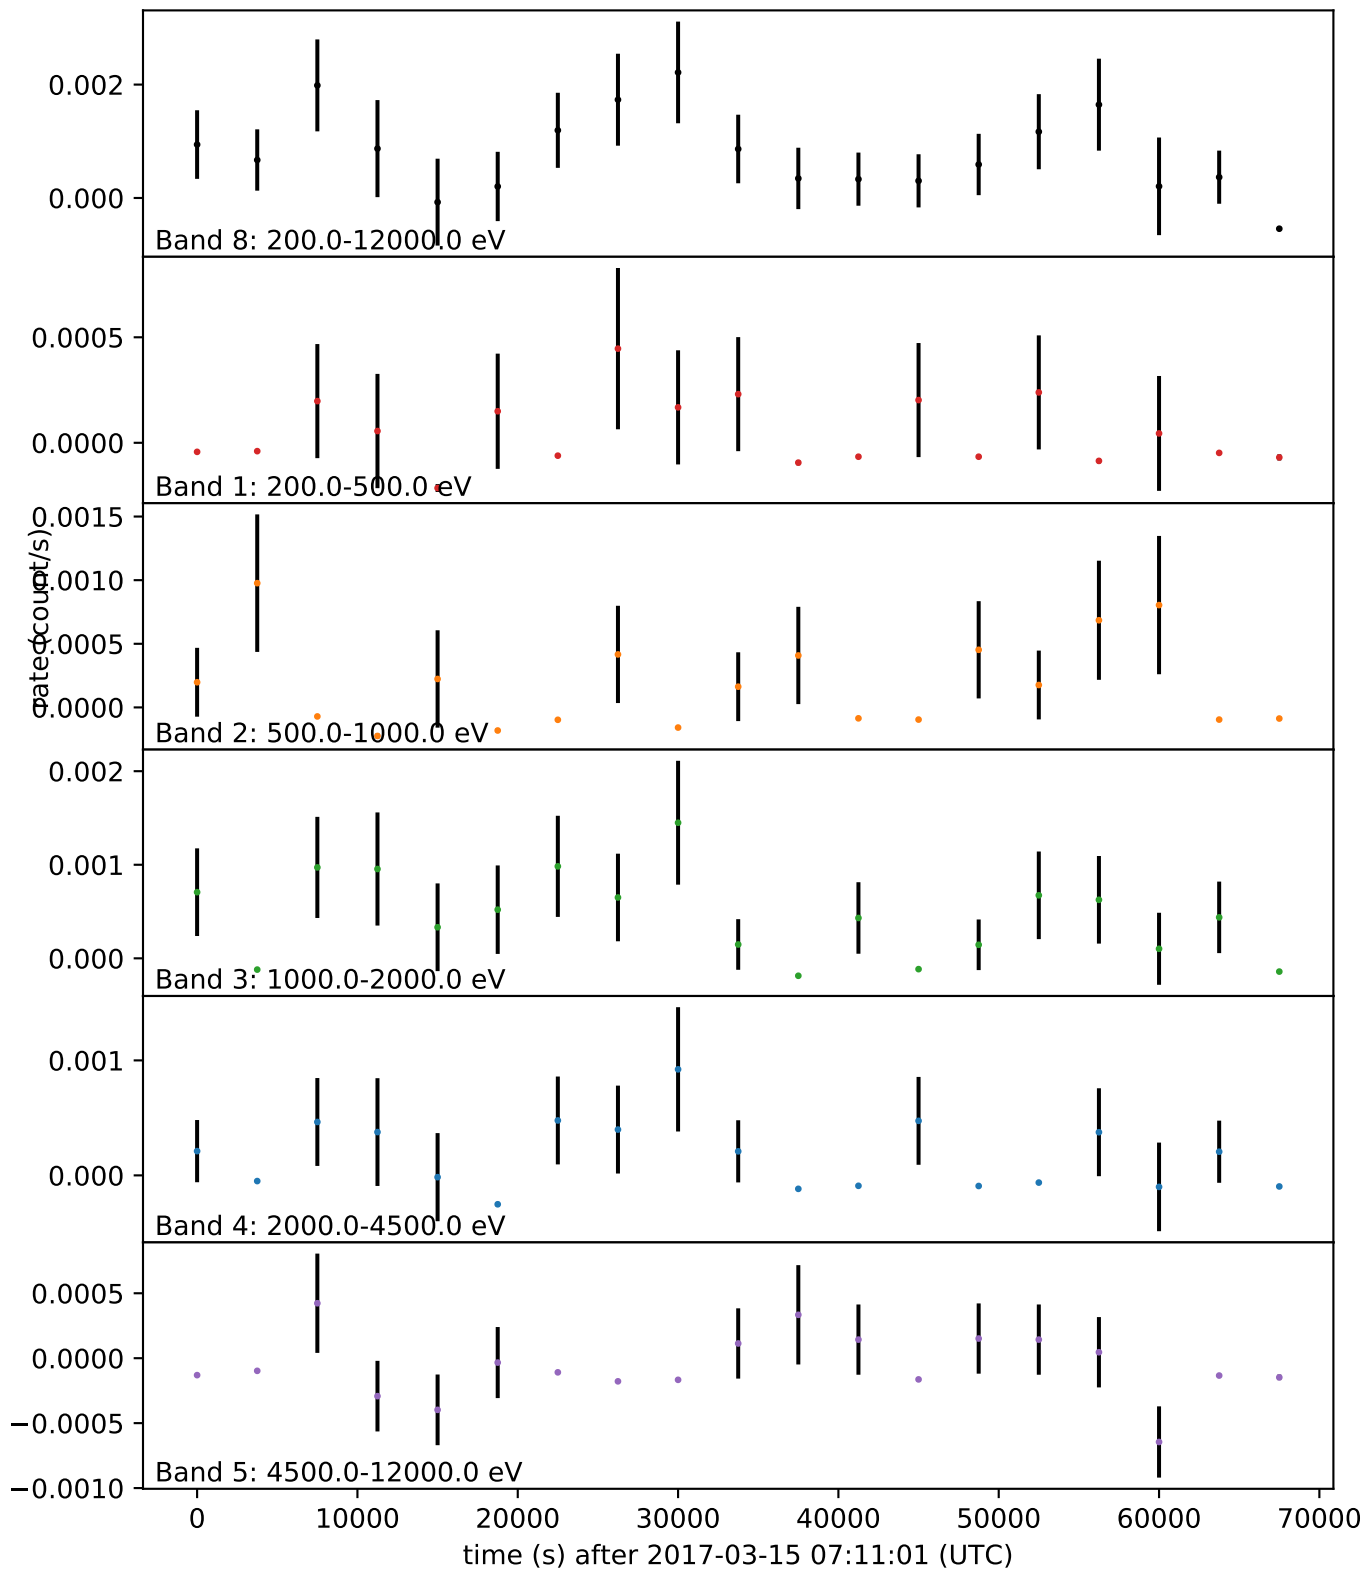 0.002
0.000
Band 8: 200.0-12000.0 eV
0.0005
0.0000
Band 1: 200.0-500.0 eV
rate (count/s)
0.0015
0.0010
0.0005
0.0000
Band 2: 500.0-1000.0 eV
0.002
0.001
0.000
Band 3: 1000.0-2000.0 eV
0.001
0.000
Band 4: 2000.0-4500.0 eV
0.0005
0.0000
−0.0005
−0.0010
Band 5: 4500.0-12000.0 eV
0 10000 20000 30000 40000 50000 60000 70000
time (s) after 2017-03-15 07:11:01 (UTC)